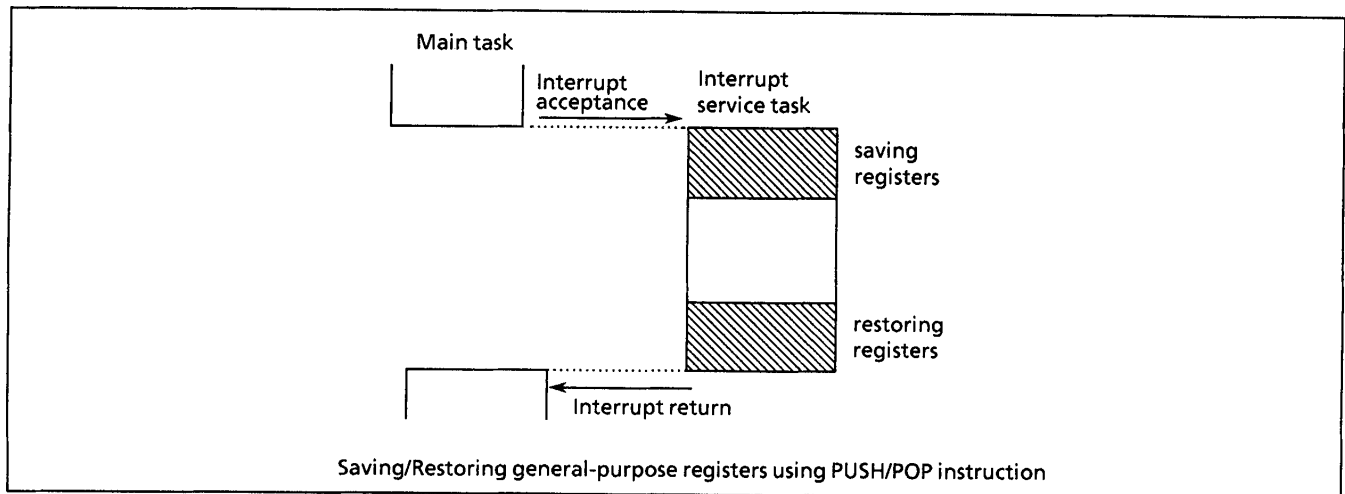 Main task
Interrupt
acceptance
Interrupt
service task
saving
registers
restoring
registers
Interrupt return
Saving/Restoring general-purpose registers using PUSH/POP instruction